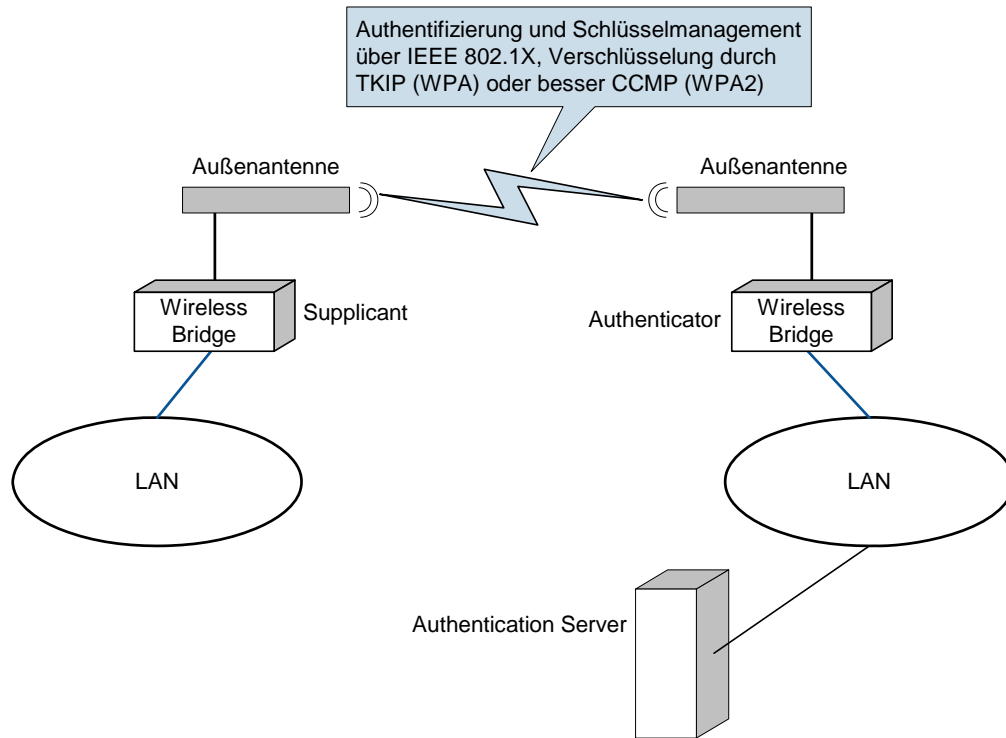 Authentifizierung und Schlüsselmanagement
über IEEE 802.1X, Verschlüsselung durch
TKIP (WPA) oder besser CCMP (WPA2)
Außenantenne
Außenantenne
Wireless
Bridge
Supplicant
Authenticator
Wireless
Bridge
LAN
LAN
Authentication Server